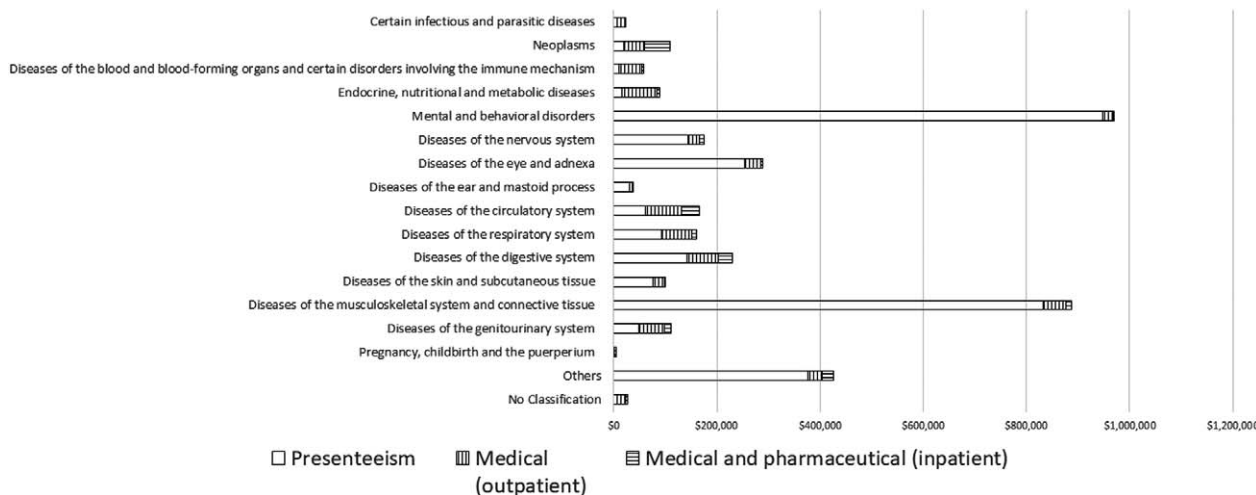 Certain infectious and parasitic diseases
Neoplasms
Diseases of the blood and blood-forming organs and certain disorders involving the immune mechanism
Endocrine, nutritional and metabolic diseases
Mental and behavioral disorders
Diseases of the nervous system
Diseases of the eye and adnexa
Diseases of the ear and mastoid process
Diseases of the circulatory system
Diseases of the respiratory system
Diseases of the digestive system
Diseases of the skin and subcutaneous tissue
Diseases of the musculoskeletal system and connective tissue
Diseases of the genitourinary system
Pregnancy, childbirth and the puerperium
Others
No Classification
$0 $200,000 $400,000 $600,000 $800,000 $1,000,000 $1,200,000
Presenteeism Medical Medical and pharmaceutical (inpatient)
(outpatient)